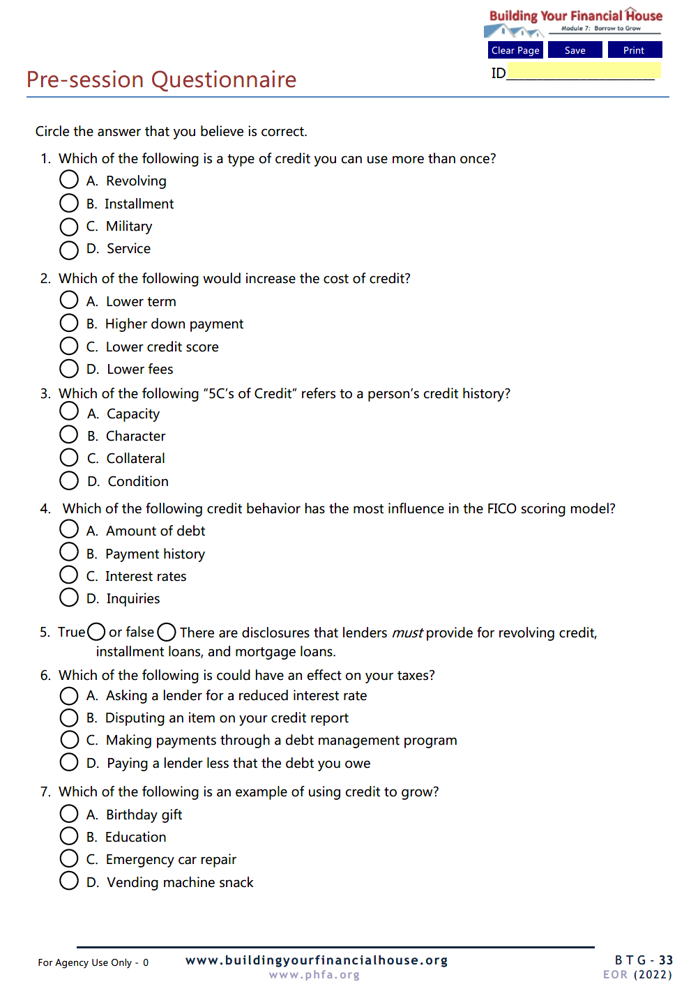 Building Your Financial House
Module 7: Borrow to Grow
Clear Page Save Print
ID
Pre-session Questionnaire
Circle the answer that you believe is correct.
1. Which of the following is a type of credit you can use more than once?
A. Revolving
B. Installment
C. Military
D. Service
2. Which of the following would increase the cost of credit?
A. Lower term
B. Higher down payment
C. Lower credit score
D. Lower fees
3. Which of the following “5C’s of Credit” refers to a person’s credit history?
A. Capacity
B. Character
C. Collateral
D. Condition
4. Which of the following credit behavior has the most influence in the FICO scoring model?
A. Amount of debt
B. Payment history
C. Interest rates
D. Inquiries
5. True or false There are disclosures that lenders must provide for revolving credit,
installment loans, and mortgage loans.
6. Which of the following is could have an effect on your taxes?
A. Asking a lender for a reduced interest rate
B. Disputing an item on your credit report
C. Making payments through a debt management program
D. Paying a lender less that the debt you owe
7. Which of the following is an example of using credit to grow?
A. Birthday gift
B. Education
C. Emergency car repair
D. Vending machine snack
For Agency Use Only - 0 www.buildingyourfinancialhouse.org BTG - 33
www.phfa.org EOR (2022)